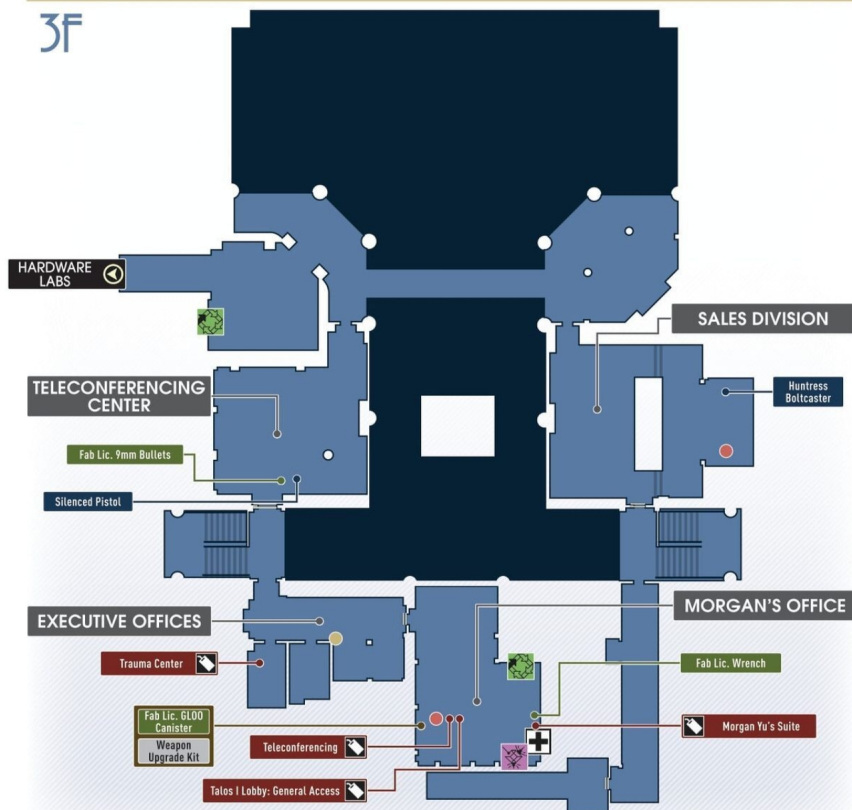 3F
HARDWARE
LABS
SALES DIVISION
TELECONFERENCING
CENTER
Huntress
Boltcaster
Fab Lic. 9mm Bullets
Silenced Pistol
EXECUTIVE OFFICES
MORGAN'S OFFICE
Trauma Center
Fab Lic. Wrench
Fab Lic. GLOO
Canister
Weapon
Upgrade Kit
Teleconferencing
Morgan Yu's Suite
Talos I Lobby: General Access